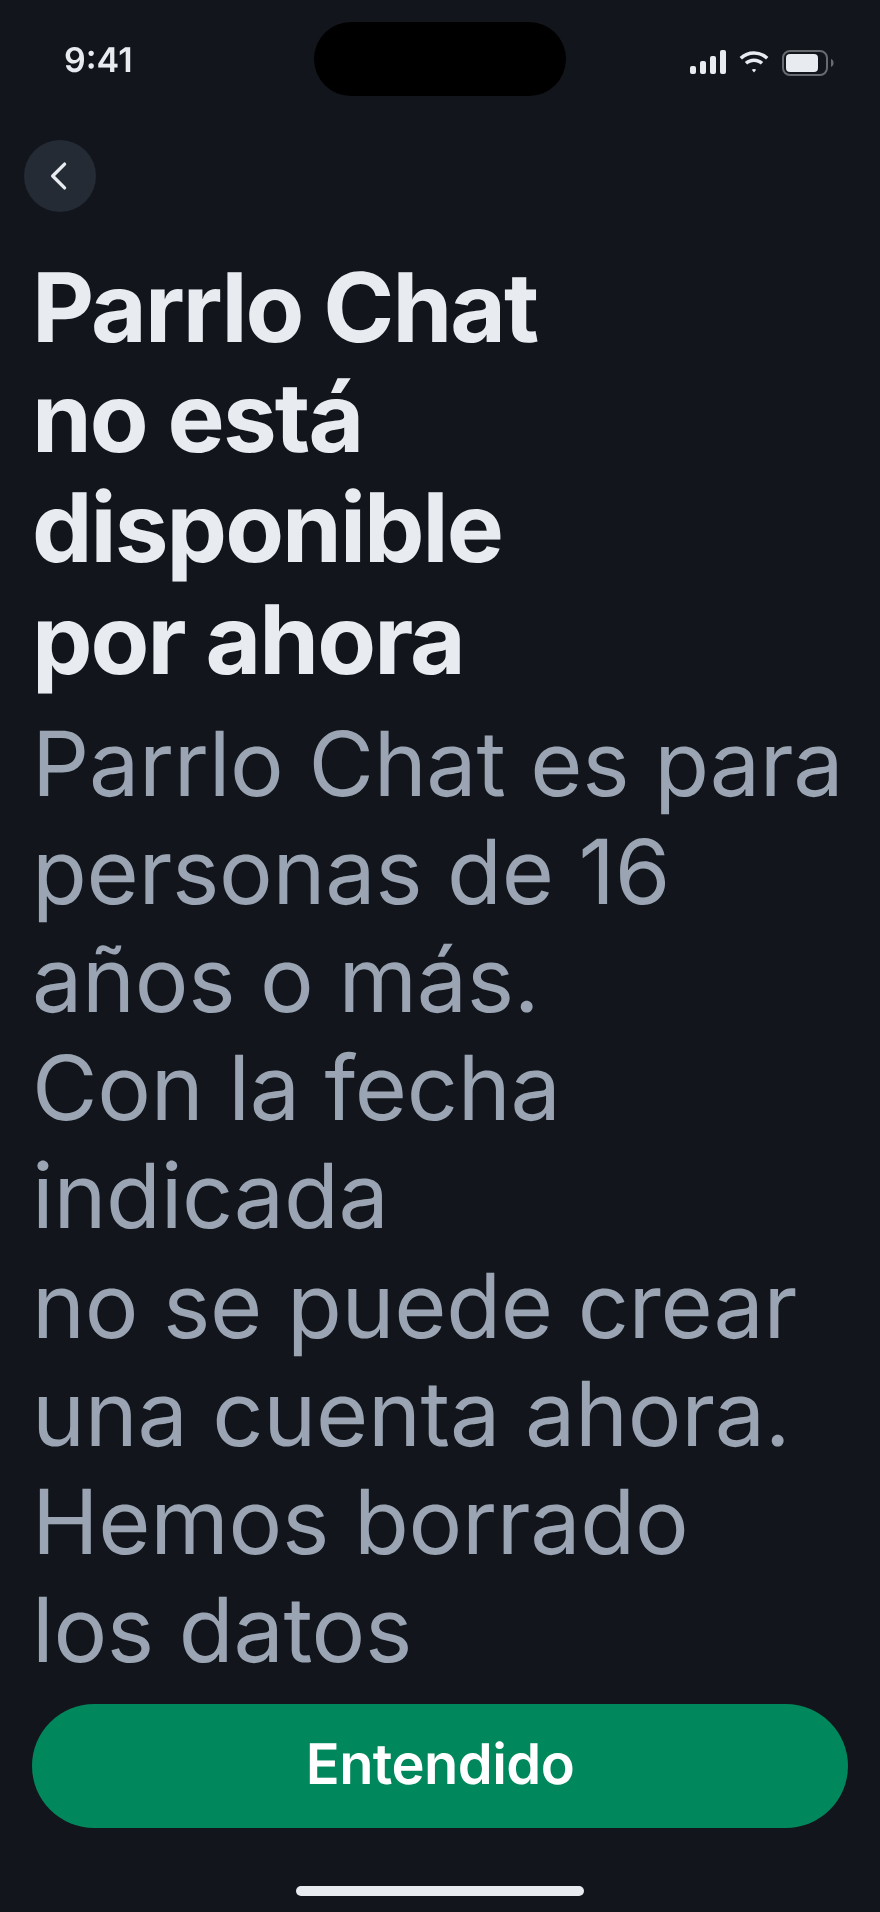 9:41
Parrlo Chat
no está
disponible
por ahora
Parrlo Chat es para
personas de 16
años o más.
Con la fecha
indicada
no se puede crear
una cuenta ahora.
Hemos borrado
los datos
Entendido